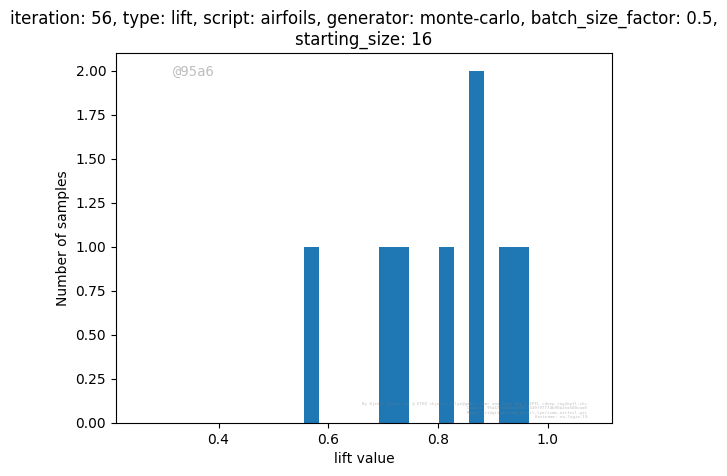 iteration: 56, type: lift, script: airfoils, generator: monte-carlo, batch_size_factor: 0.5,
starting_size: 16
@95a6
2.00
1.75
1.50
1.25
1.00
0.75
0.50
0.25
0.00
Number of samples
0.4 0.6 0.8 1.0
lift value